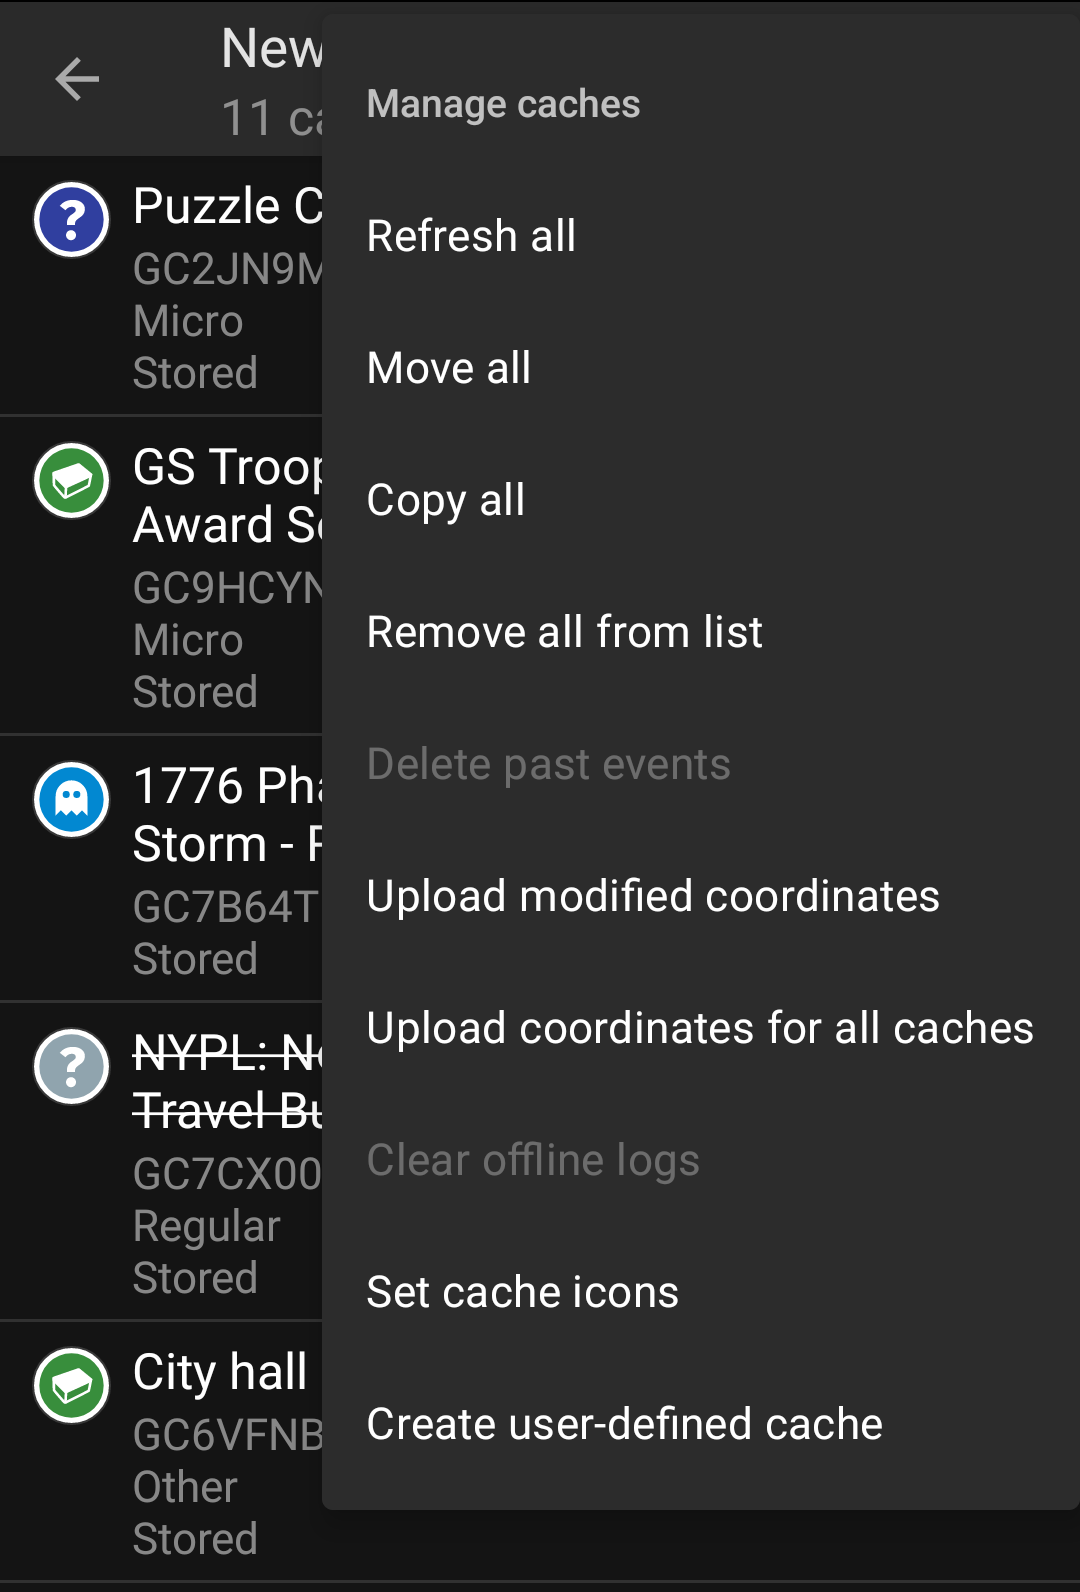 New
11 ca
Puzzle C
GC2JN9M
Micro
Stored
GS Troop
Award Se
GC9HCYN
Micro
Stored
1776 Pha
Storm - F
GC7B64T
Stored
NYPL: Ne
Travel Bu
GC7CX00
Regular
Stored
City hall
GC6VFNB
Other
Stored
Manage caches
Refresh all
Move all
Copy all
Remove all from list
Delete past events
Upload modified coordinates
Upload coordinates for all caches
Clear offline logs
Set cache icons
Create user-defined cache